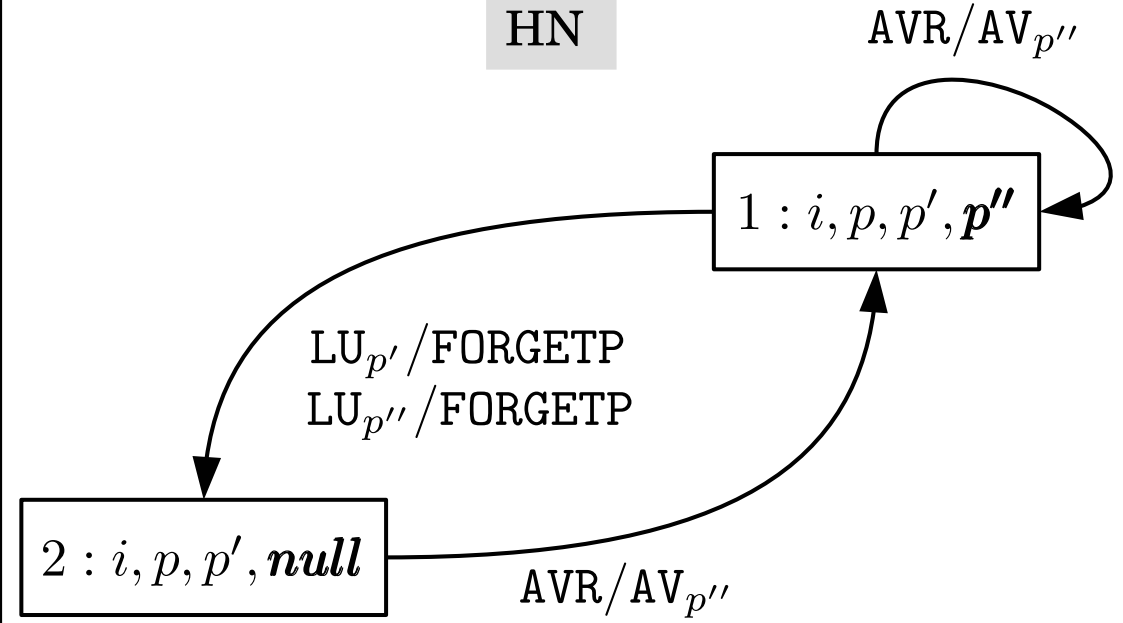 HN
AVR/AV_{p''}
1 : i, p, p', p''
LU_{p'}/FORGETP
LU_{p''}/FORGETP
2 : i, p, p', null
AVR/AV_{p''}